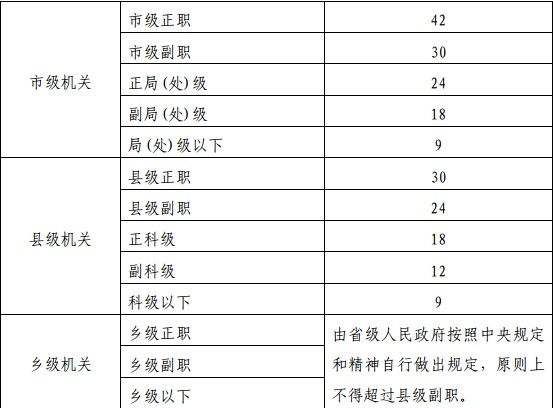 市级机关
市级正职 42
市级副职 30
正局(处)级 24
副局(处)级 18
局(处)级以下 9
县级机关
县级正职 30
县级副职 24
正科级 18
副科级 12
科级以下 9
乡级机关
乡级正职
乡级副职
乡级以下
由省级人民政府按照中央规定
和精神自行做出规定，原则上
不得超过县级副职。